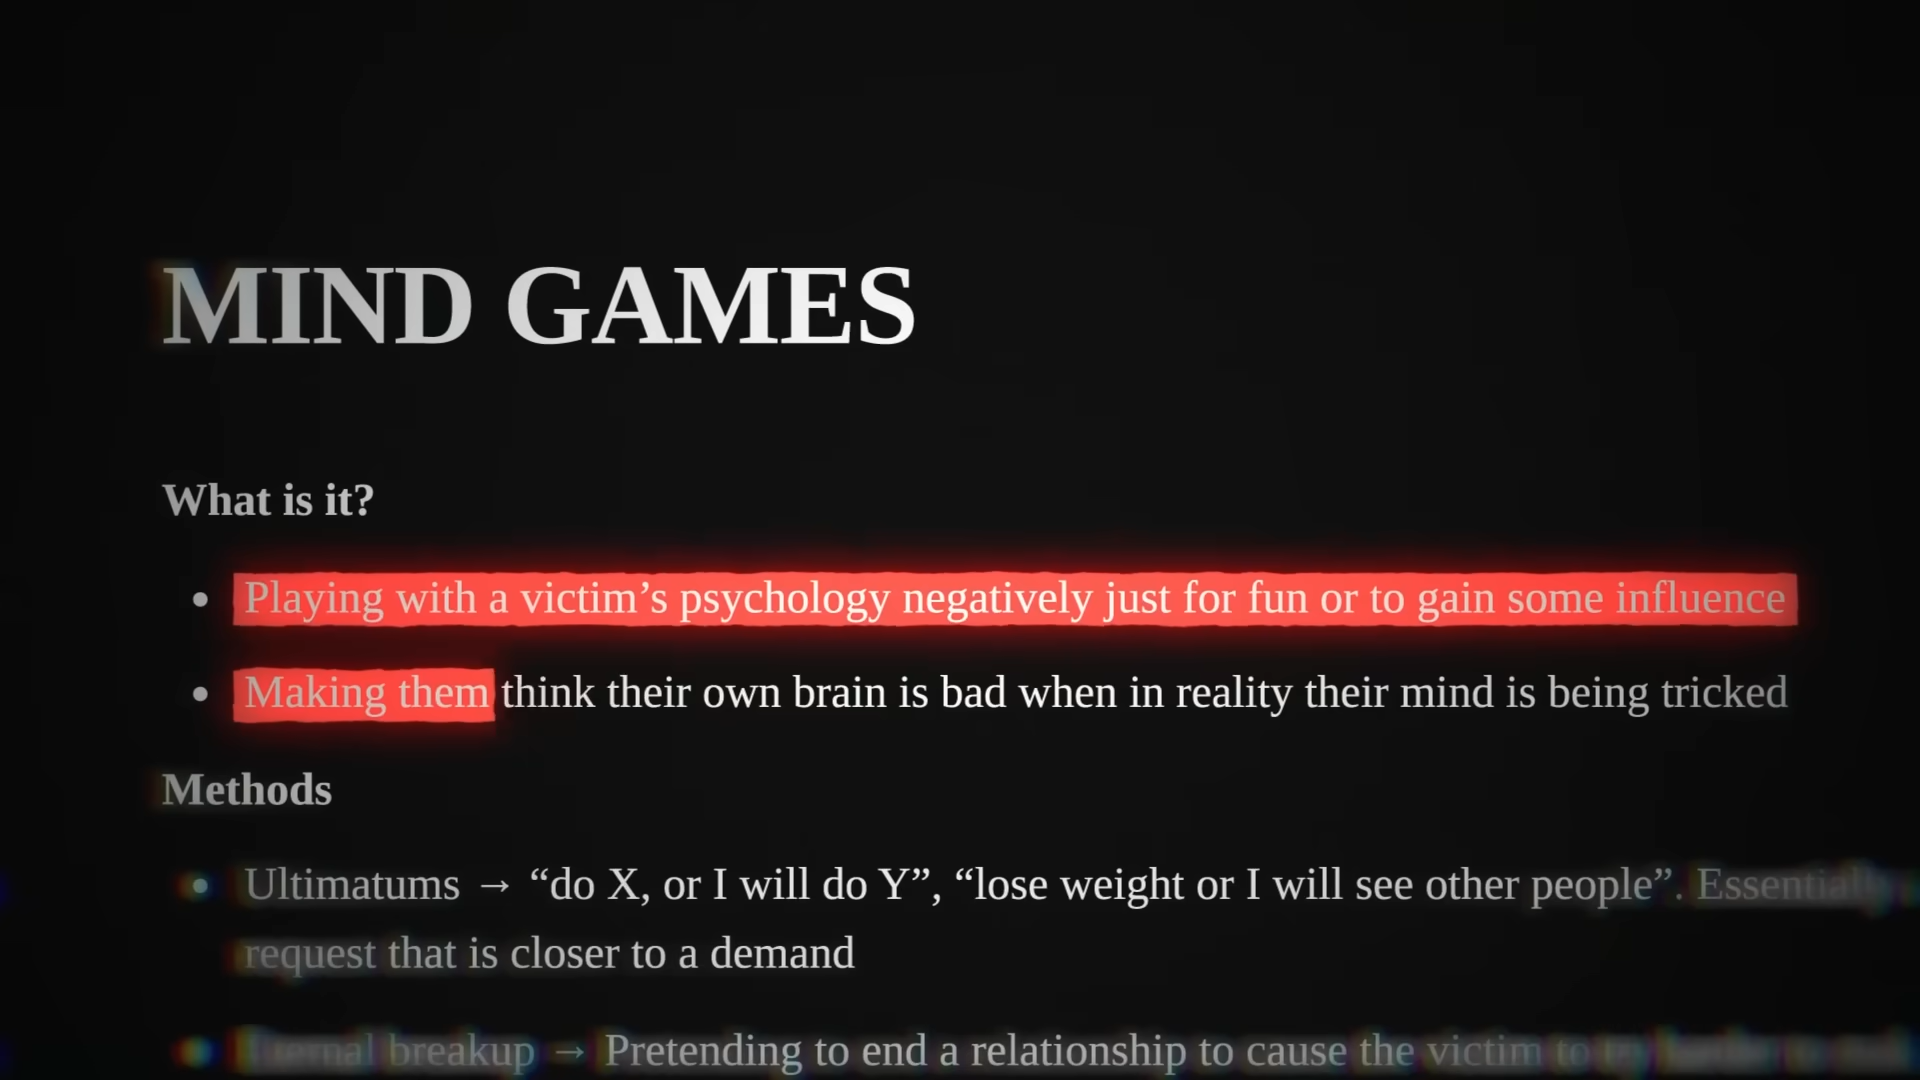 MIND GAMES
What is it?
• Playing with a victim’s psychology negatively just for fun or to gain some influence
• Making them think their own brain is bad when in reality their mind is being tricked
Methods
• Ultimatums → “do X, or I will do Y”, “lose weight or I will see other people”. Essentially
request that is closer to a demand
• breakup → Pretending to end a relationship to cause the victim to